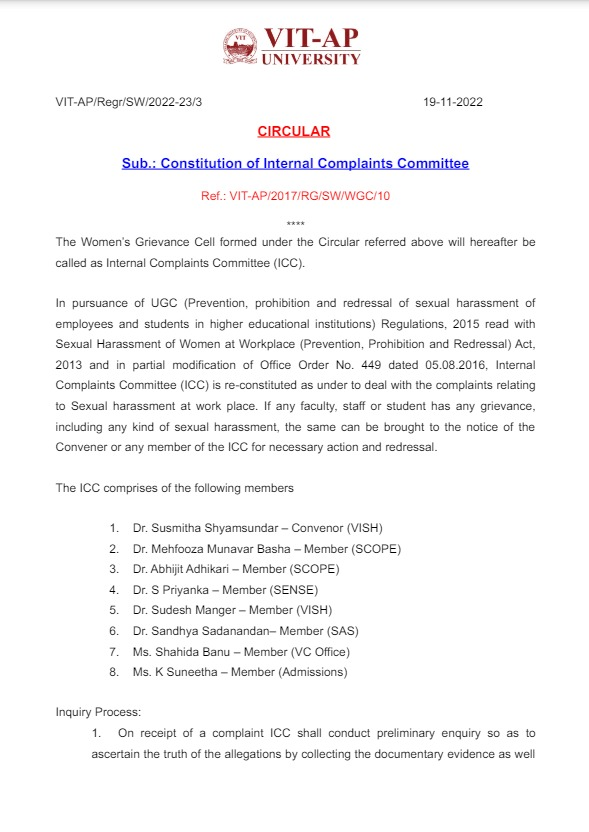 VIT
VIT-AP
UNIVERSITY
VIT-AP/Regr/SW/2022-23/3 19-11-2022
CIRCULAR
Sub.: Constitution of Internal Complaints Committee
Ref.: VIT-AP/2017/RG/SW/WGC/10
****
The Women's Grievance Cell formed under the Circular referred above will hereafter be
called as Internal Complaints Committee (ICC).
In pursuance of UGC (Prevention, prohibition and redressal of sexual harassment of
employees and students in higher educational institutions) Regulations, 2015 read with
Sexual Harassment of Women at Workplace (Prevention, Prohibition and Redressal) Act,
2013 and in partial modification of Office Order No. 449 dated 05.08.2016, Internal
Complaints Committee (ICC) is re-constituted as under to deal with the complaints relating
to Sexual harassment at work place. If any faculty, staff or student has any grievance,
including any kind of sexual harassment, the same can be brought to the notice of the
Convener or any member of the ICC for necessary action and redressal.
The ICC comprises of the following members
1. Dr. Susmitha Shyamsundar – Convenor (VISH)
2. Dr. Mehfooza Munavar Basha – Member (SCOPE)
3. Dr. Abhijit Adhikari – Member (SCOPE)
4. Dr. S Priyanka – Member (SENSE)
5. Dr. Sudesh Manger – Member (VISH)
6. Dr. Sandhya Sadanandan– Member (SAS)
7. Ms. Shahida Banu – Member (VC Office)
8. Ms. K Suneetha – Member (Admissions)
Inquiry Process:
1. On receipt of a complaint ICC shall conduct preliminary enquiry so as to
ascertain the truth of the allegations by collecting the documentary evidence as well